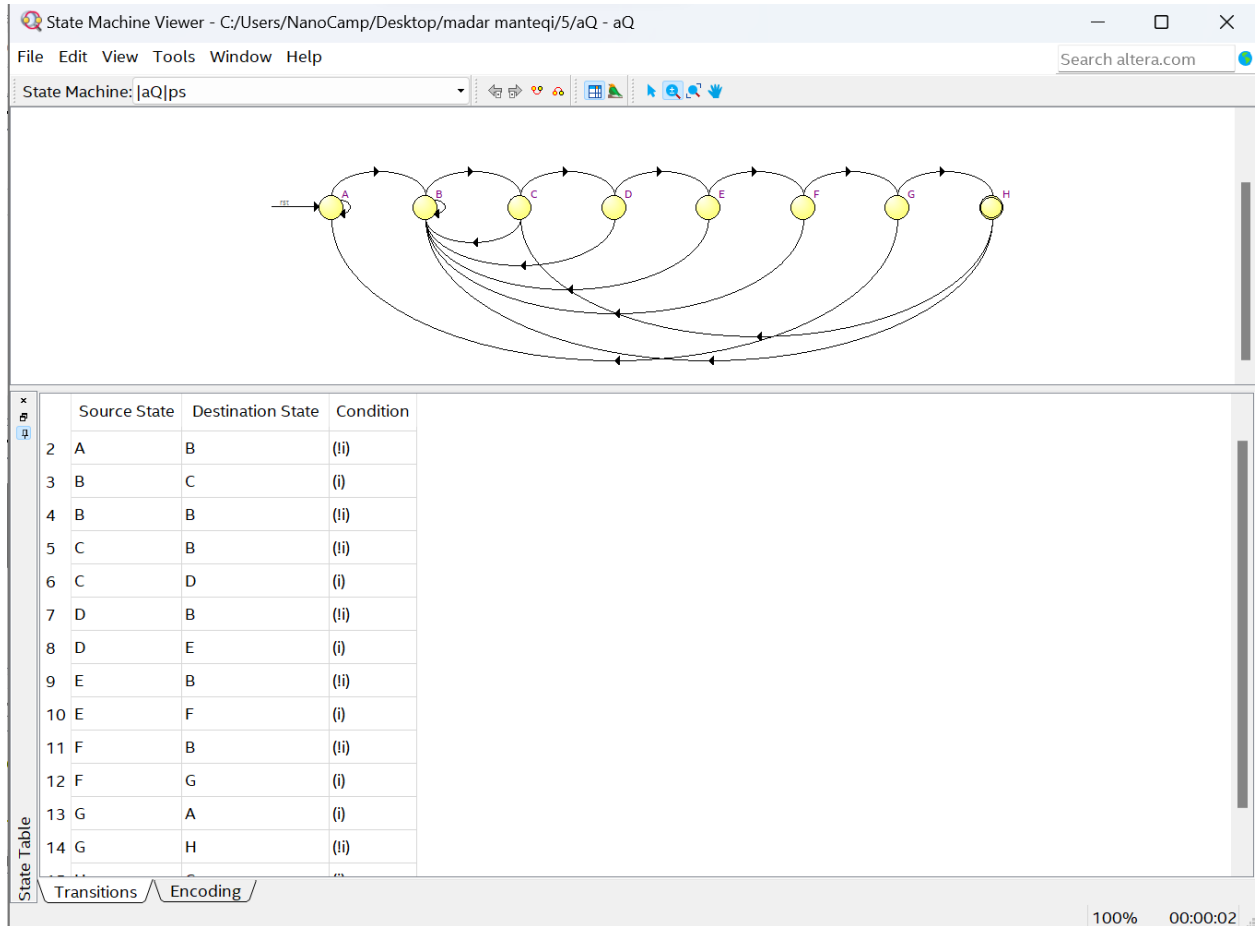 State Machine Viewer - C:/Users/NanoCamp/Desktop/madar manteqi/5/aQ - aQ
File Edit View Tools Window Help
Search altera.com
State Machine: |aQ|ps
rst
A B C D E F G H
Source State Destination State Condition
2 A B (!i)
3 B C (i)
4 B B (!i)
5 C B (!i)
6 C D (i)
7 D B (!i)
8 D E (i)
9 E B (!i)
10 E F (i)
11 F B (!i)
12 F G (i)
13 G A (i)
14 G H (!i)
State Table
Transitions Encoding
100% 00:00:02